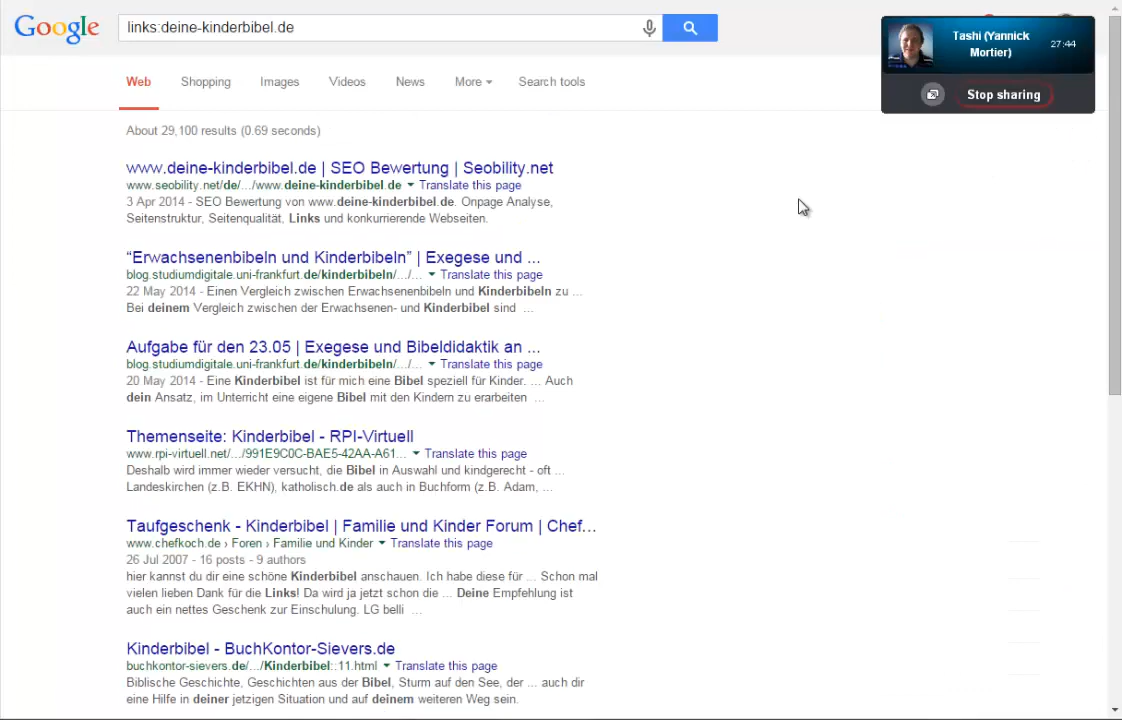 Google
links:deine-kinderbibel.de
Tashi (Yannick
Mortier)
27:44
Stop sharing
Web Shopping Images Videos News More Search tools
About 29,100 results (0.69 seconds)
www.deine-kinderbibel.de | SEO Bewertung | Seobility.net
www.seobility.net/de/.../www.deine-kinderbibel.de Translate this page
3 Apr 2014 - SEO Bewertung von www.deine-kinderbibel.de. Onpage Analyse,
Seitenstruktur, Seitenqualität, Links und konkurrierende Webseiten.
“Erwachsenenbibeln und Kinderbibeln” | Exegese und ...
blog.studiumdigitale.uni-frankfurt.de/kinderbibeln/.../... Translate this page
22 May 2014 - Einen Vergleich zwischen Erwachsenenbibeln und Kinderbibeln zu ...
Bei deinem Vergleich zwischen der Erwachsenen- und Kinderbibel sind ...
Aufgabe für den 23.05 | Exegese und Bibeldidaktik an ...
blog.studiumdigitale.uni-frankfurt.de/kinderbibeln/.../... Translate this page
20 May 2014 - Eine Kinderbibel ist für mich eine Bibel speziell für Kinder. ... Auch
dein Ansatz, im Unterricht eine eigene Bibel mit den Kindern zu erarbeiten ...
Themenseite: Kinderbibel - RPI-Virtuell
www.rpi-virtuell.net/.../991E9C0C-BAE5-42AA-A61... Translate this page
Deshalb wird immer wieder versucht, die Bibel in Auswahl und kindgerecht - oft ...
Landeskirchen (z.B. EKHN), katholisch.de als auch in Buchform (z.B. Adam, ...
Taufgeschenk - Kinderbibel | Familie und Kinder Forum | Chef...
www.chefkoch.de › Foren › Familie und Kinder Translate this page
26 Jul 2007 - 16 posts - 9 authors
hier kannst du dir eine schöne Kinderbibel anschauen. Ich habe diese für ... Schon mal
vielen lieben Dank für die Links! Da wird ja jetzt schon die ... Deine Empfehlung ist
auch ein nettes Geschenk zur Einschulung. LG belli ...
Kinderbibel - BuchKontor-Sievers.de
buchkontor-sievers.de/.../Kinderbibel::11.html Translate this page
Biblische Geschichte, Geschichten aus der Bibel, Sturm auf den See, der ... auch dir
eine Hilfe in deiner jetzigen Situation und auf deinem weiteren Weg sein.